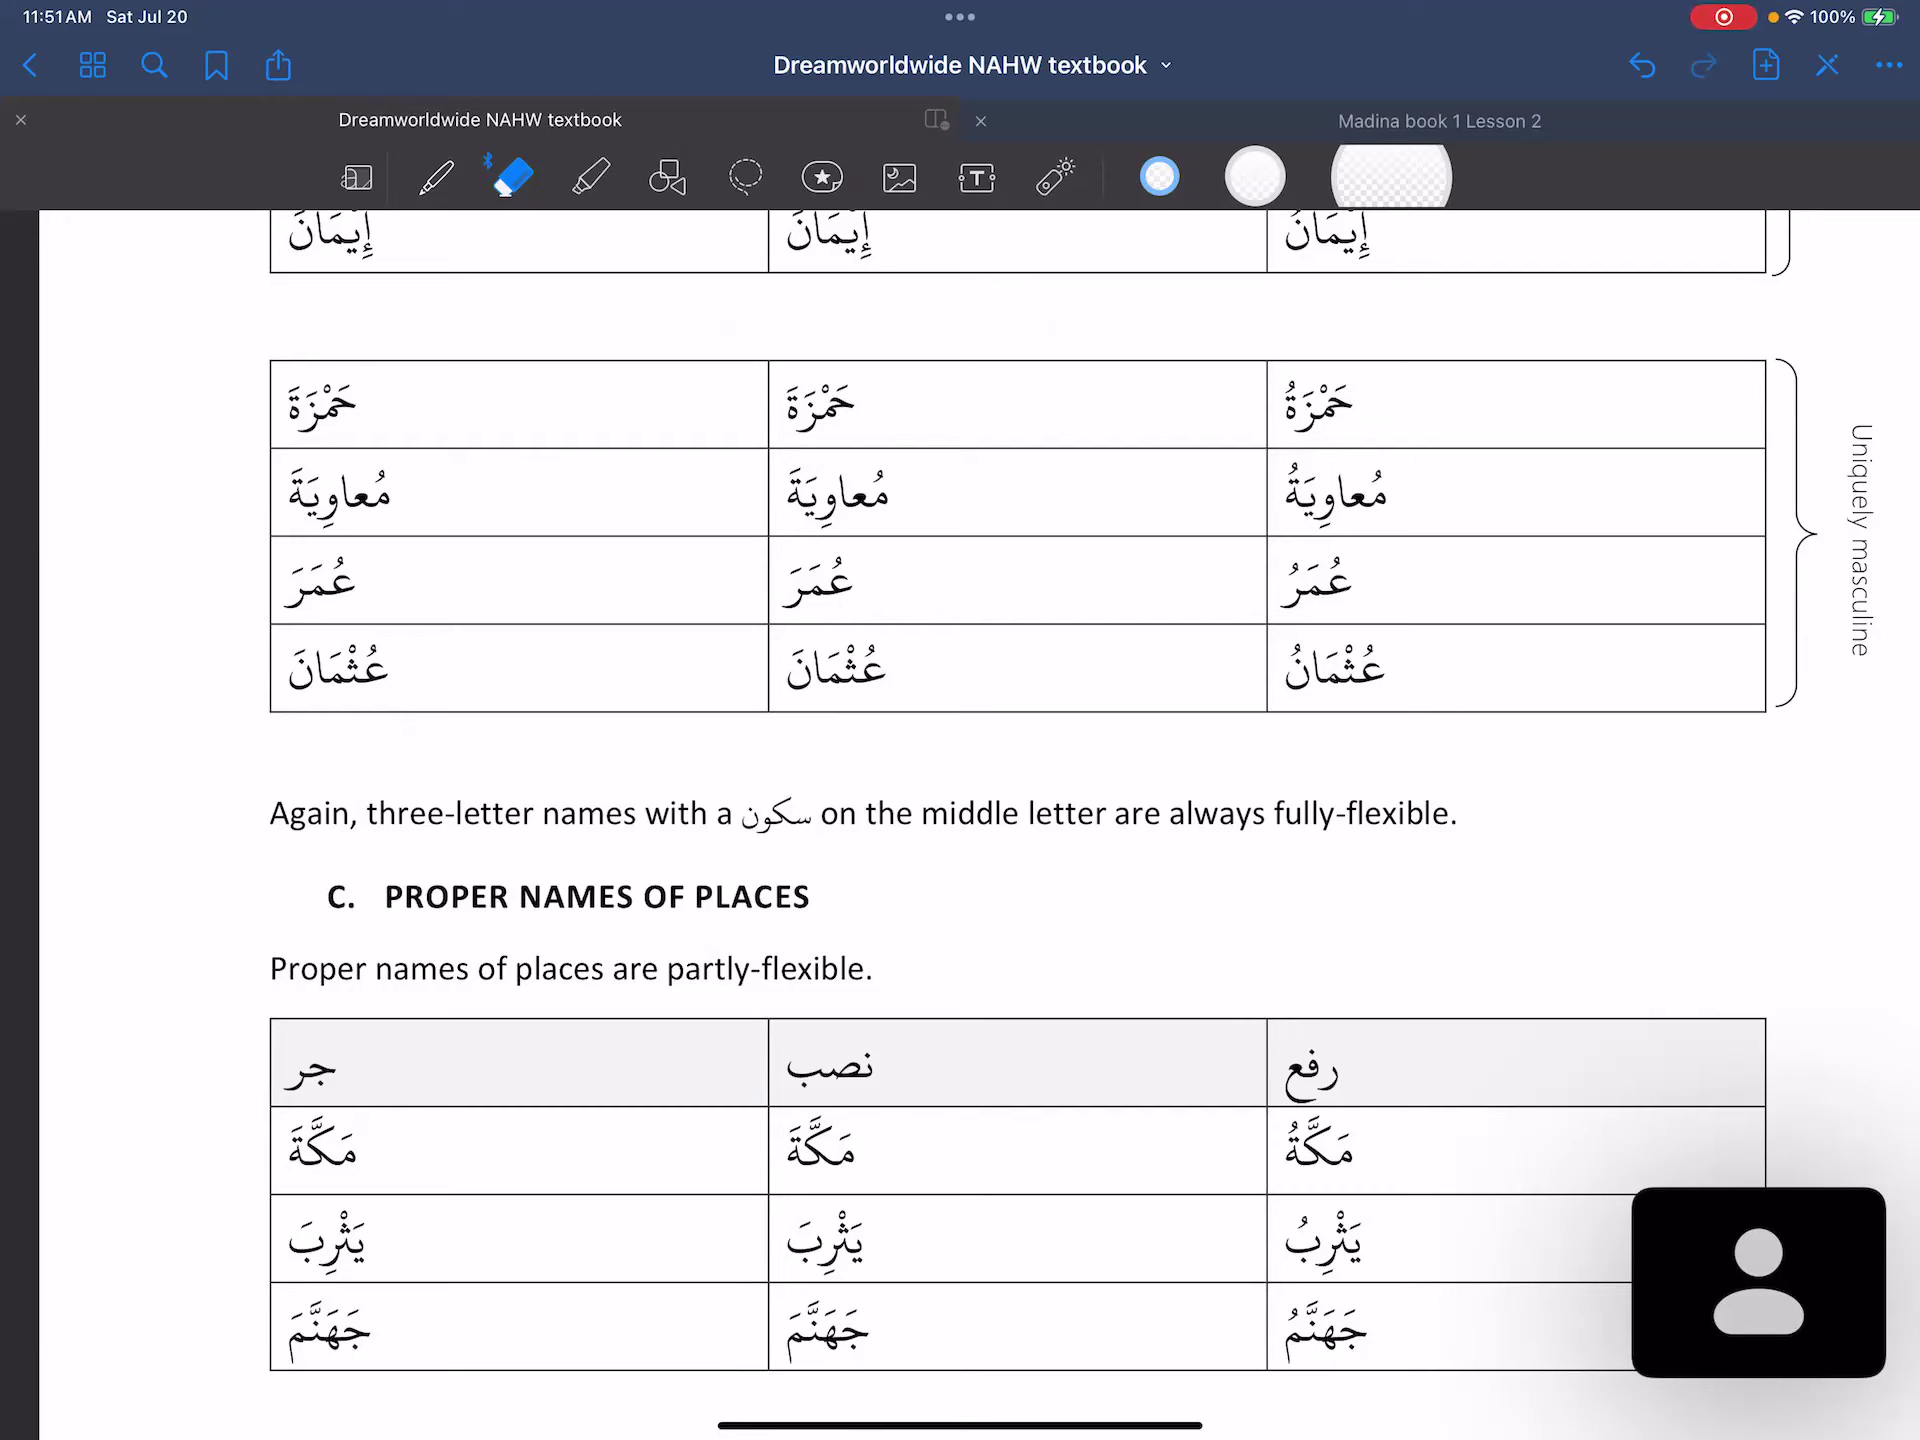 11:51 AM Sat Jul 20
100%
Dreamworldwide NAHW textbook
Dreamworldwide NAHW textbook
Madina book 1 Lesson 2
إِيمَانُ إِيمَانَ إِيمَانَ
حَمْزَةُ حَمْزَةَ حَمْزَةَ
مُعاوِيَةُ مُعاوِيَةَ مُعاوِيَةَ
عُمَرُ عُمَرَ عُمَرَ
عُثْمَانُ عُثْمَانَ عُثْمَانَ
Uniquely masculine
Again, three-letter names with a سكون on the middle letter are always fully-flexible.
C. PROPER NAMES OF PLACES
Proper names of places are partly-flexible.
رفع نصب جر
مَكَّةُ مَكَّةَ مَكَّةَ
يَثْرِبُ يَثْرِبَ يَثْرِبَ
جَهَنَّمُ جَهَنَّمَ جَهَنَّمَ